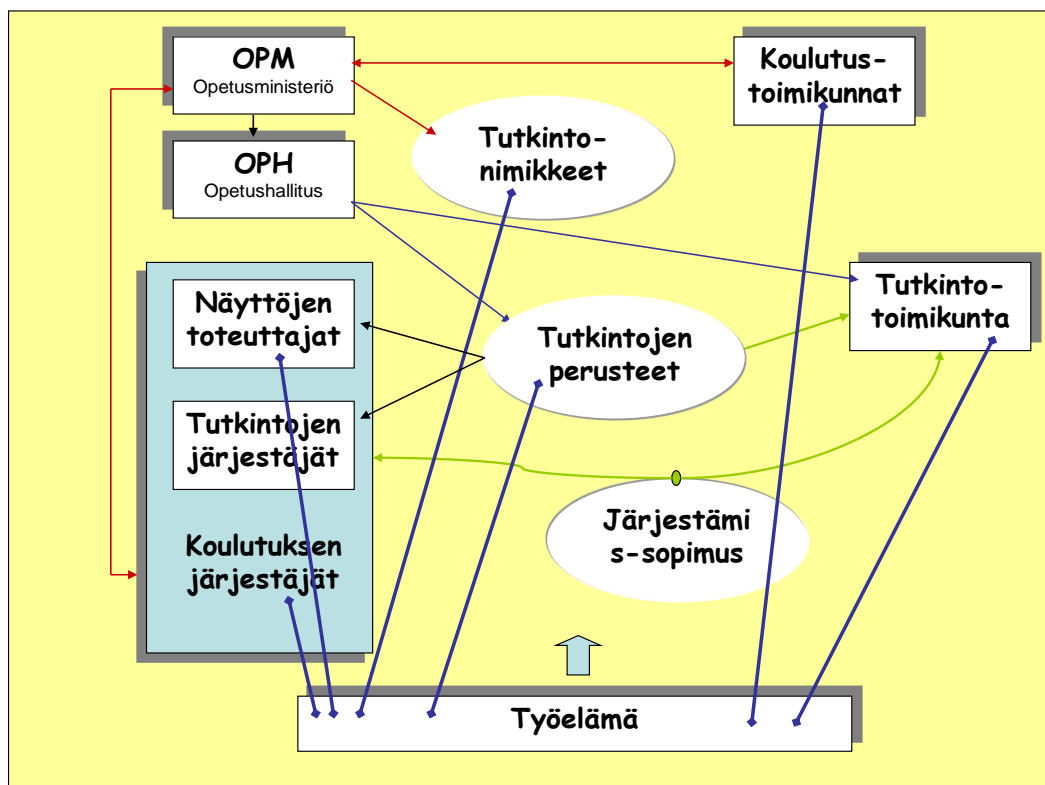 OPM
Opetusministeriö
Koulutus-
toimikunnat
Tutkinto-
nimikkeet
OPH
Opetushallitus
Näyttöjen
toteuttajat
Tutkintojen
perusteet
Tutkinto-
toimikunta
Tutkintojen
järjestäjät
Koulutuksen
järjestäjät
Järjestämi
s-sopimus
Työelämä